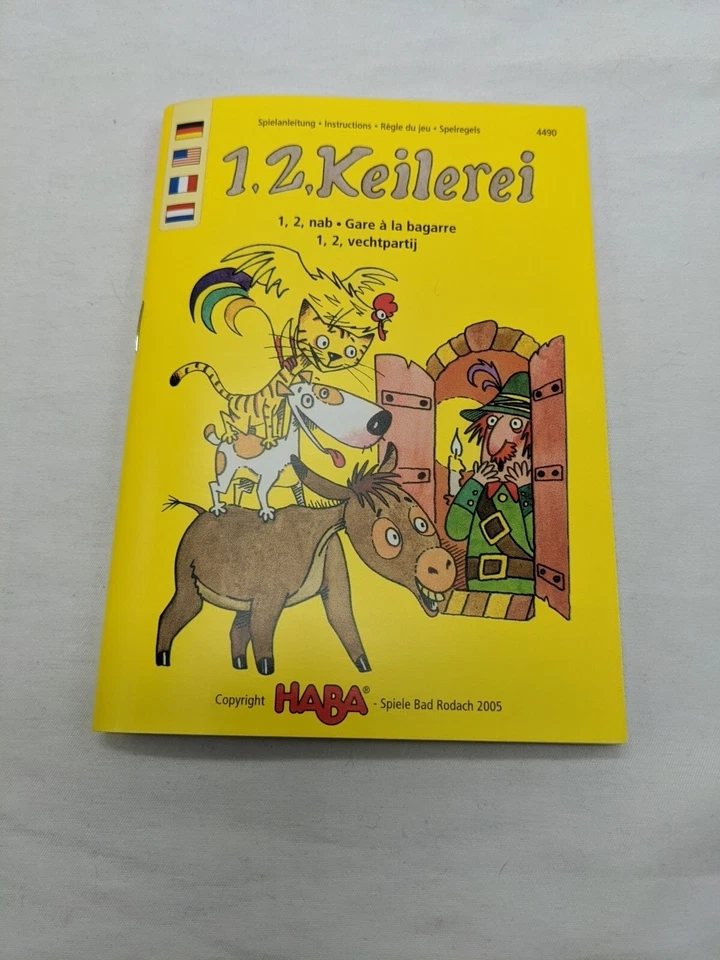 Spielanleitung • Instructions • Règle du jeu • Spelregels 4490
1, 2, Keilerei
1, 2, nab • Gare à la bagarre
1, 2, vechtpartij
Copyright HABA® - Spiele Bad Rodach 2005